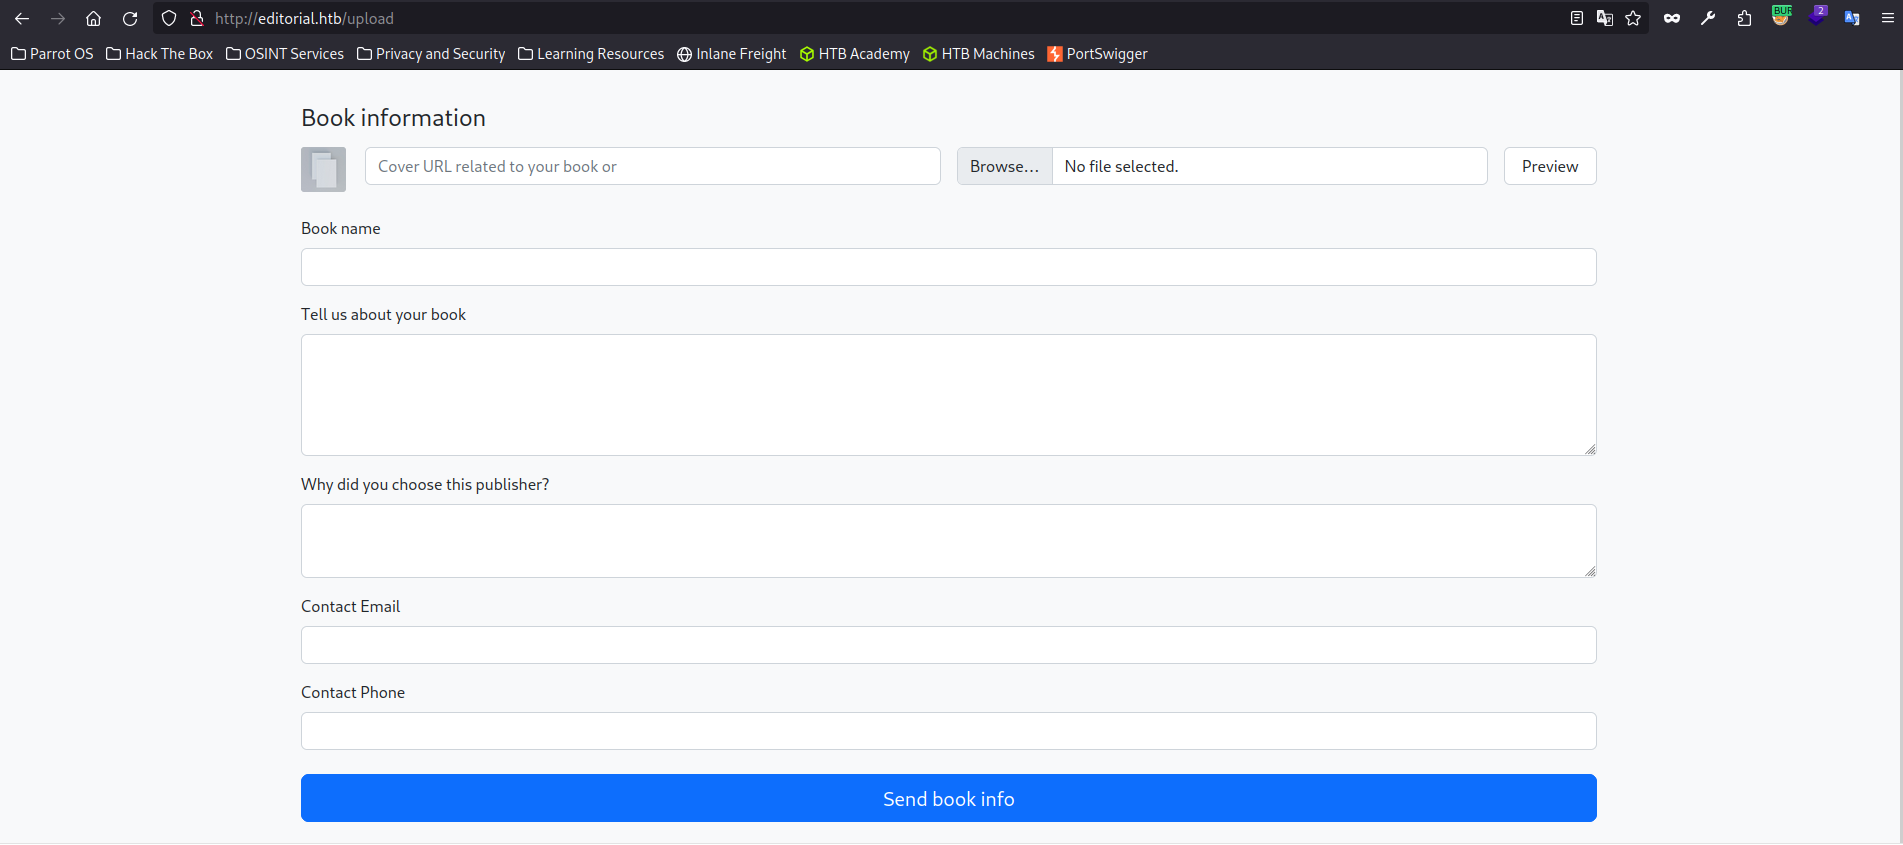 http://editorial.htb/upload
BUR
2
Parrot OS Hack The Box OSINT Services Privacy and Security Learning Resources Inlane Freight HTB Academy HTB Machines PortSwigger
Book information
Cover URL related to your book or Browse... No file selected. Preview
Book name
Tell us about your book
Why did you choose this publisher?
Contact Email
Contact Phone
Send book info